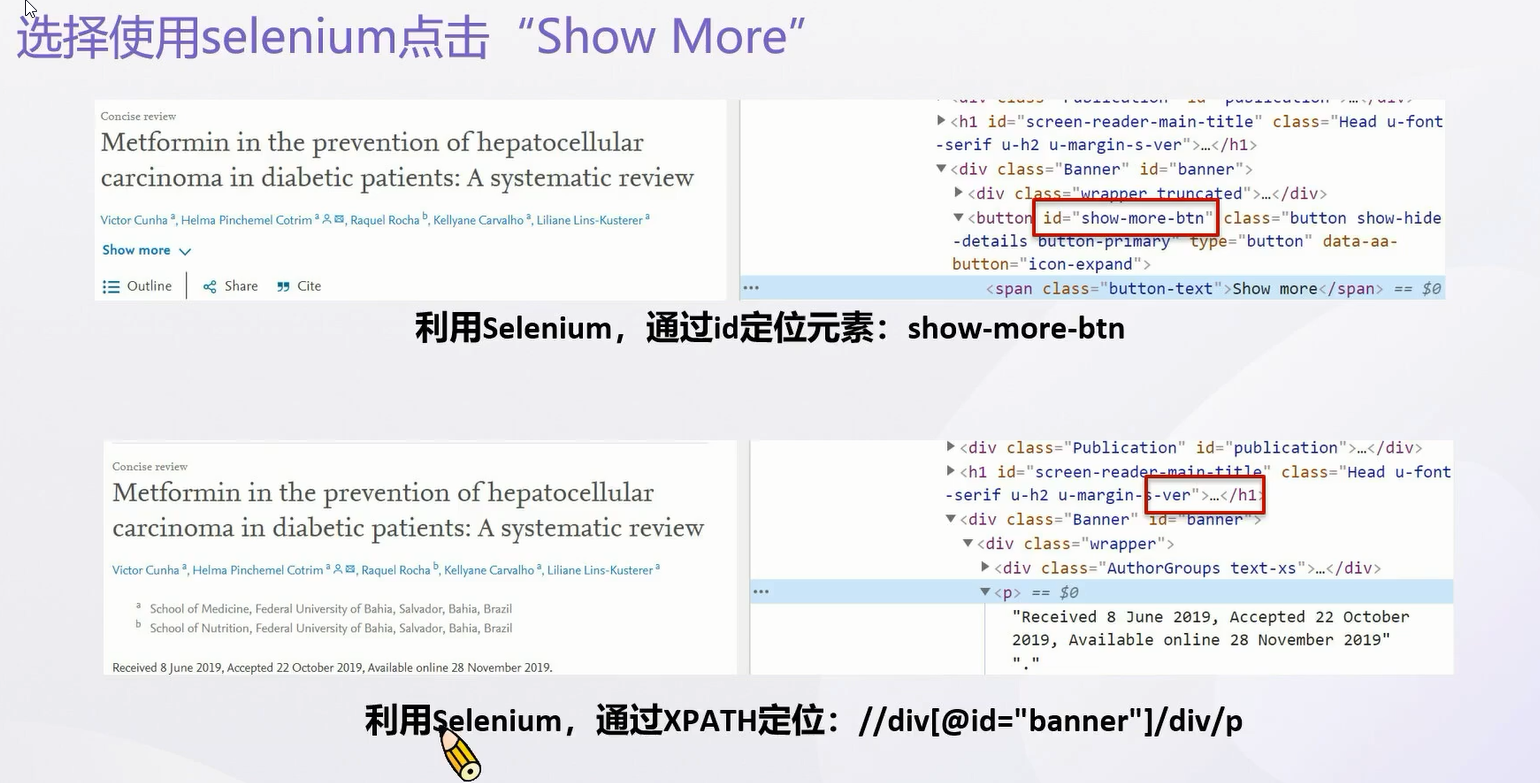 选择使用selenium点击“Show More”
Concise review
Metformin in the prevention of hepatocellular
carcinoma in diabetic patients: A systematic review
Victor Cunha a, Helma Pinchemel Cotrim a, Raquel Rocha b, Kellyane Carvalho a, Liliane Lins-Kusterer a
Show more
Outline Share Cite
<div class="Publication" id="publication">…</div>
<h1 id="screen-reader-main-title" class="Head u-font
-serif u-h2 u-margin-s-ver">…</h1>
<div class="Banner" id="banner">
<div class="wrapper truncated">…</div>
<button id="show-more-btn" class="button show-hide
-details button-primary" type="button" data-aa-
button="icon-expand">
<span class="button-text">Show more</span> == $0
利用Selenium，通过id定位元素：show-more-btn
Concise review
Metformin in the prevention of hepatocellular
carcinoma in diabetic patients: A systematic review
Victor Cunha a, Helma Pinchemel Cotrim a, Raquel Rocha b, Kellyane Carvalho a, Liliane Lins-Kusterer a
a School of Medicine, Federal University of Bahia, Salvador, Bahia, Brazil
b School of Nutrition, Federal University of Bahia, Salvador, Bahia, Brazil
Received 8 June 2019, Accepted 22 October 2019, Available online 28 November 2019.
<div class="Publication" id="publication">…</div>
<h1 id="screen-reader-main-title" class="Head u-font
-serif u-h2 u-margin-s-ver">…</h1>
<div class="Banner" id="banner">
<div class="wrapper">
<div class="AuthorGroups text-xs">…</div>
<p> == $0
"Received 8 June 2019, Accepted 22 October
2019, Available online 28 November 2019"
"."
利用Selenium，通过XPATH定位：//div[@id="banner"]/div/p